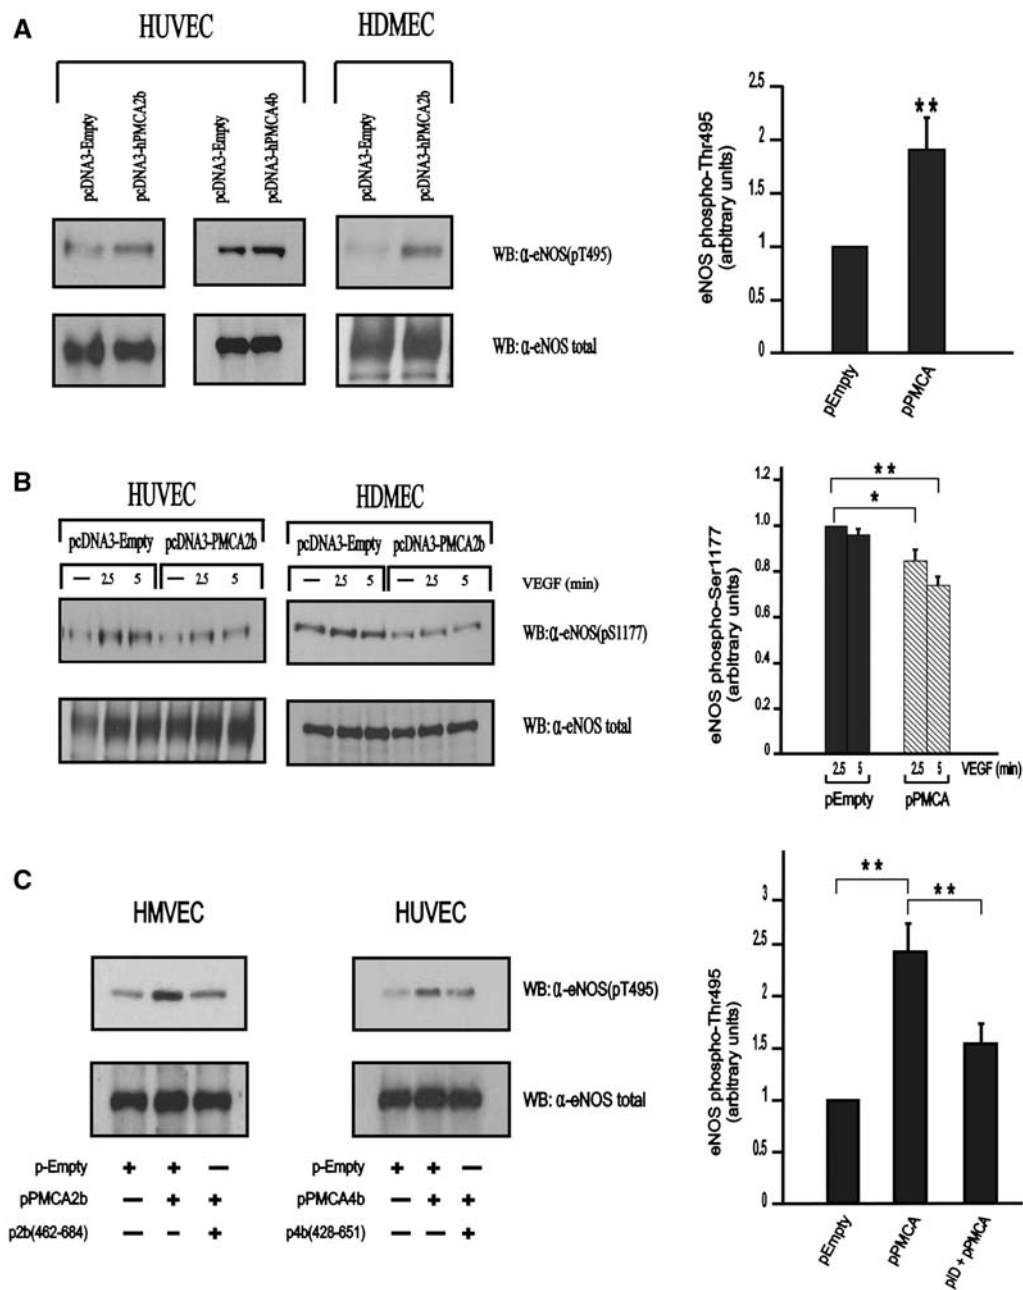 A
HUVEC
HDMEC
pcDNA3-Empty
pcDNA3-hPMCA2b
pcDNA3-Empty
pcDNA3-hPMCA4b
pcDNA3-Empty
pcDNA3-hPMCA2b
WB: α-eNOS(pT495)
WB: α-eNOS total
eNOS phospho-Thr495
(arbitrary units)
2.5
2
1.5
1
0.5
0
**
pEmpty
pPMCA
B
HUVEC
HDMEC
pcDNA3-Empty
pcDNA3-PMCA2b
pcDNA3-Empty
pcDNA3-PMCA2b
— 2.5 5 — 2.5 5
— 2.5 5 — 2.5 5
VEGF (min)
WB: α-eNOS(pS1177)
WB: α-eNOS total
eNOS phospho-Ser1177
(arbitrary units)
1.2
1.0
0.8
0.6
0.4
0.2
0
**
*
2.5 5 2.5 5 VEGF (min)
pEmpty
pPMCA
C
HMVEC
HUVEC
WB: α-eNOS(pT495)
WB: α-eNOS total
p-Empty + + —
pPMCA2b — + +
p2b(462-684) — – +
p-Empty + + —
pPMCA4b — + +
p4b(428-651) — — +
eNOS phospho-Thr495
(arbitrary units)
3
2.5
2
1.5
1
0.5
0
**
**
pEmpty
pPMCA
pID + pPMCA